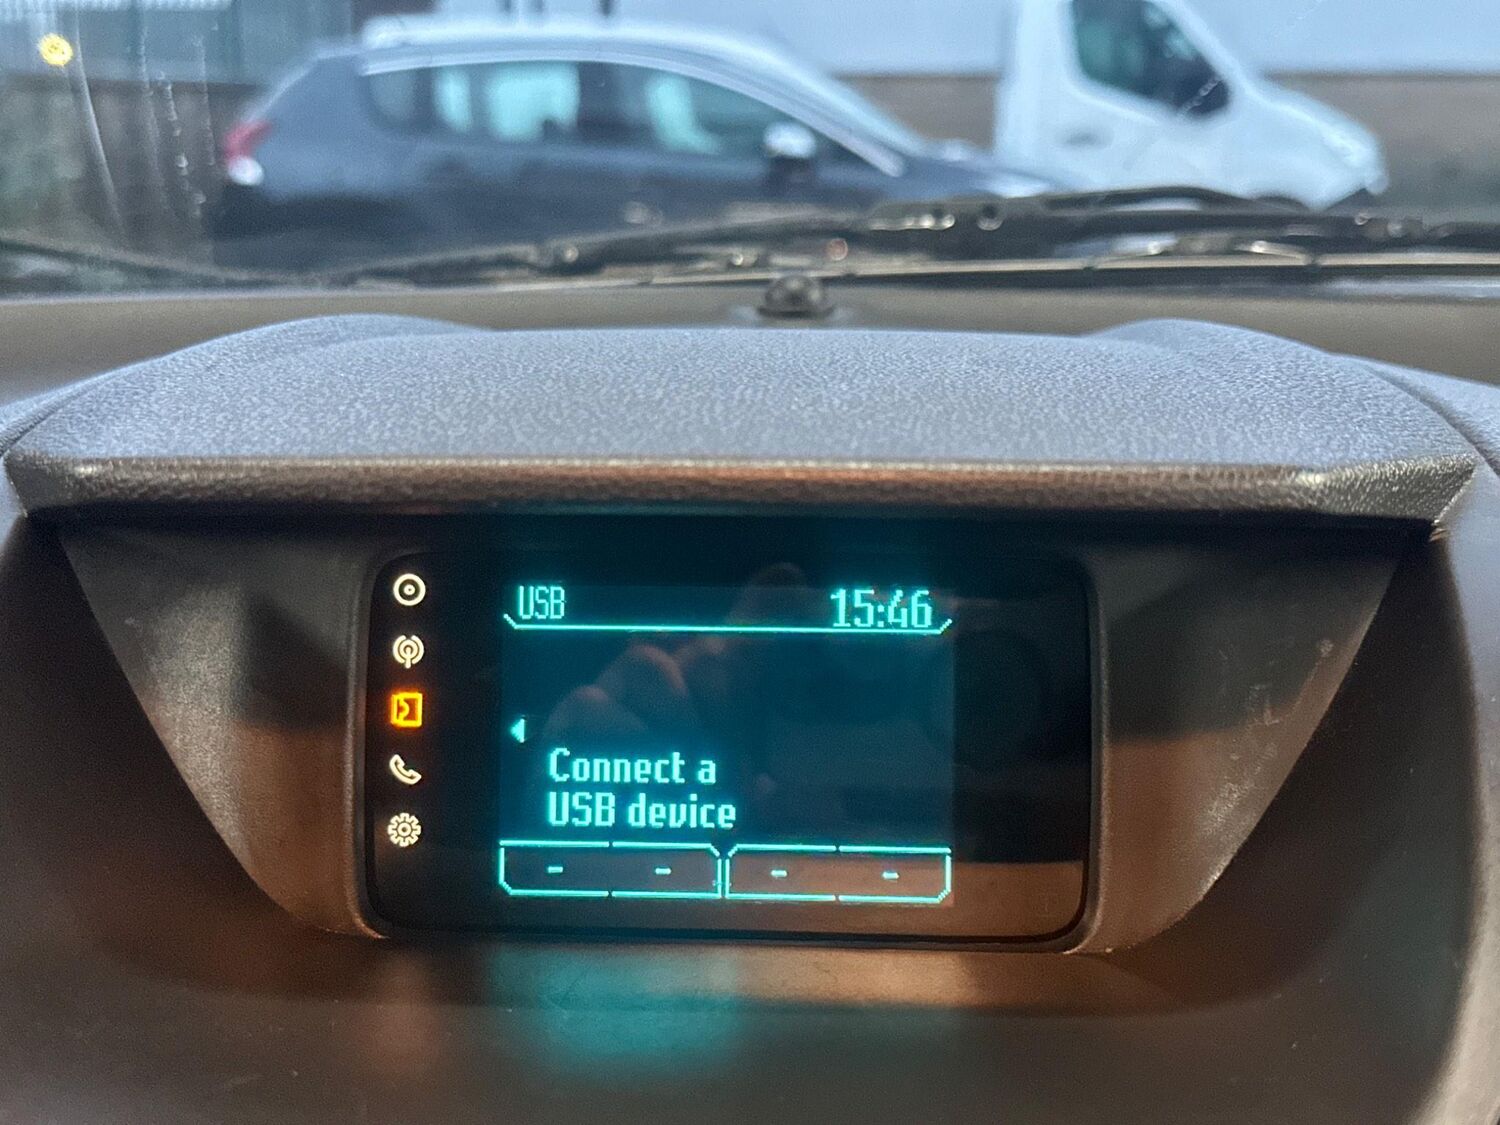 USB 15:46
Connect a
USB device
- - - -